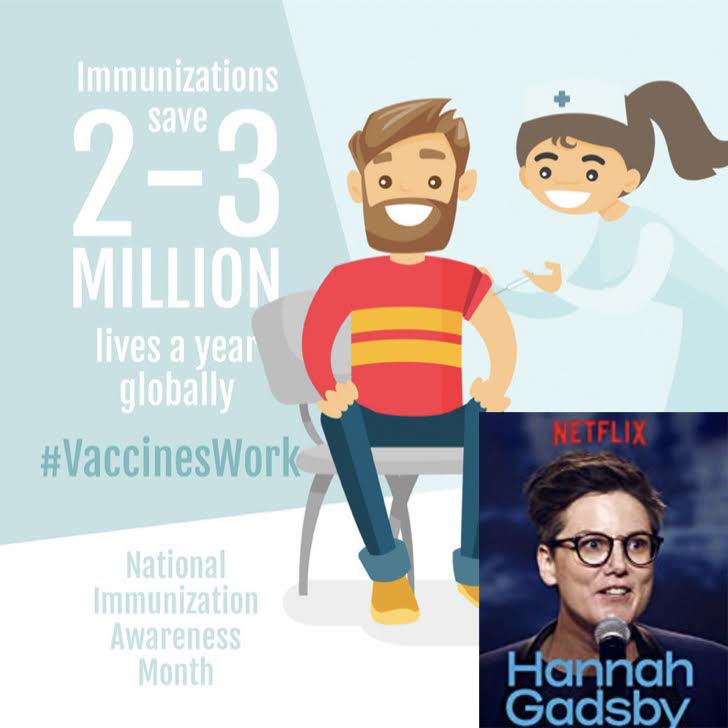 Immunizations
save
2-3
MILLION
lives a year
globally
#VaccinesWork
National
Immunization
Awareness
Month
NETFLIX
Hannah
Gadsby